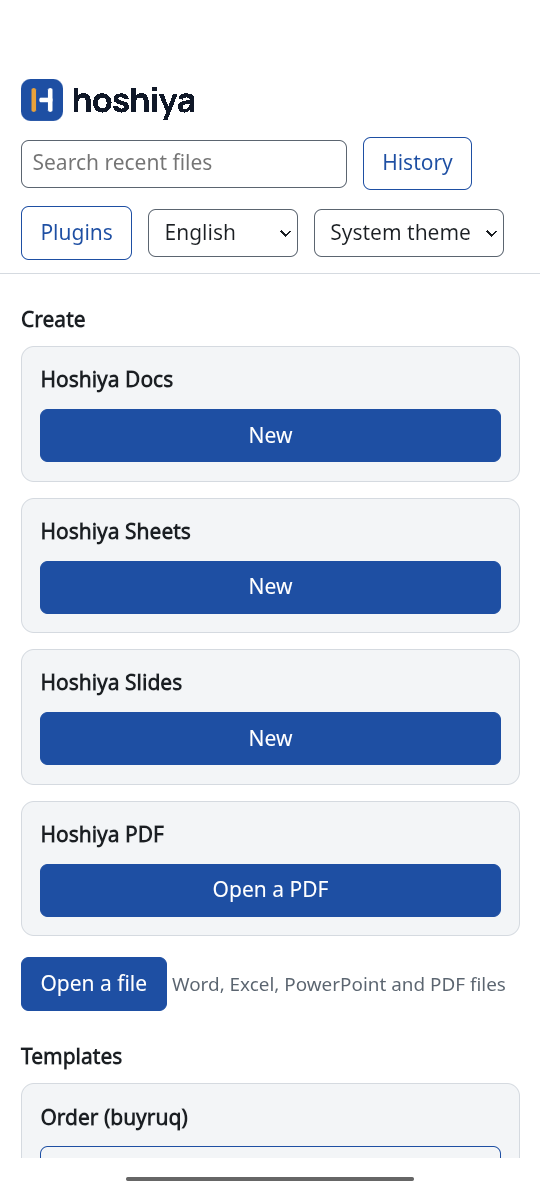 hoshiya
Search recent files
History
Plugins
English
System theme
Create
Hoshiya Docs
New
Hoshiya Sheets
New
Hoshiya Slides
New
Hoshiya PDF
Open a PDF
Open a file
Word, Excel, PowerPoint and PDF files
Templates
Order (buyruq)